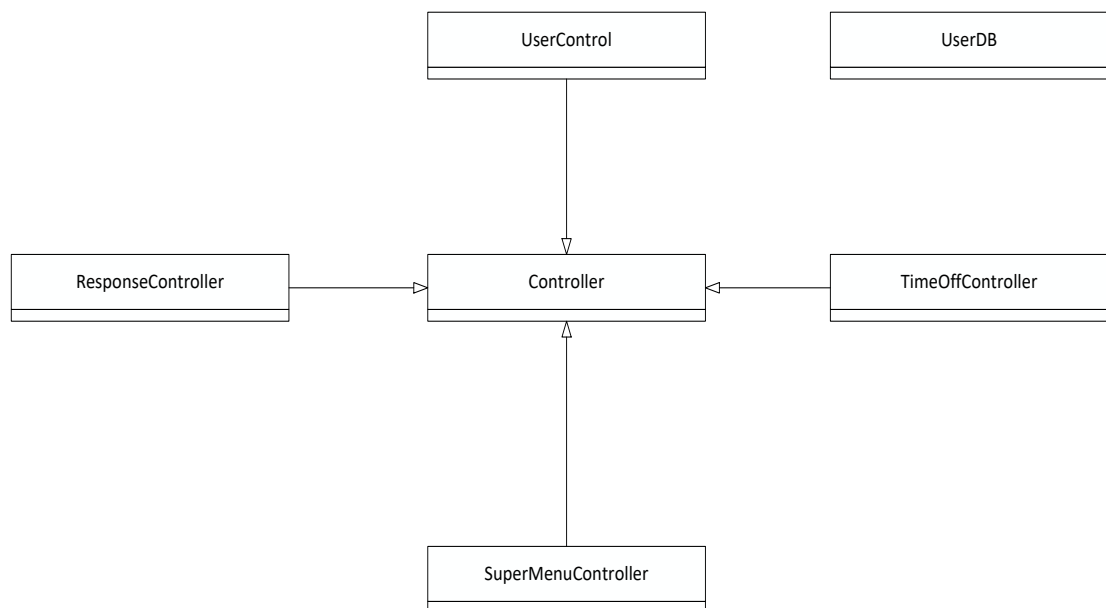 UserControl
UserDB
ResponseController
Controller
TimeOffController
SuperMenuController